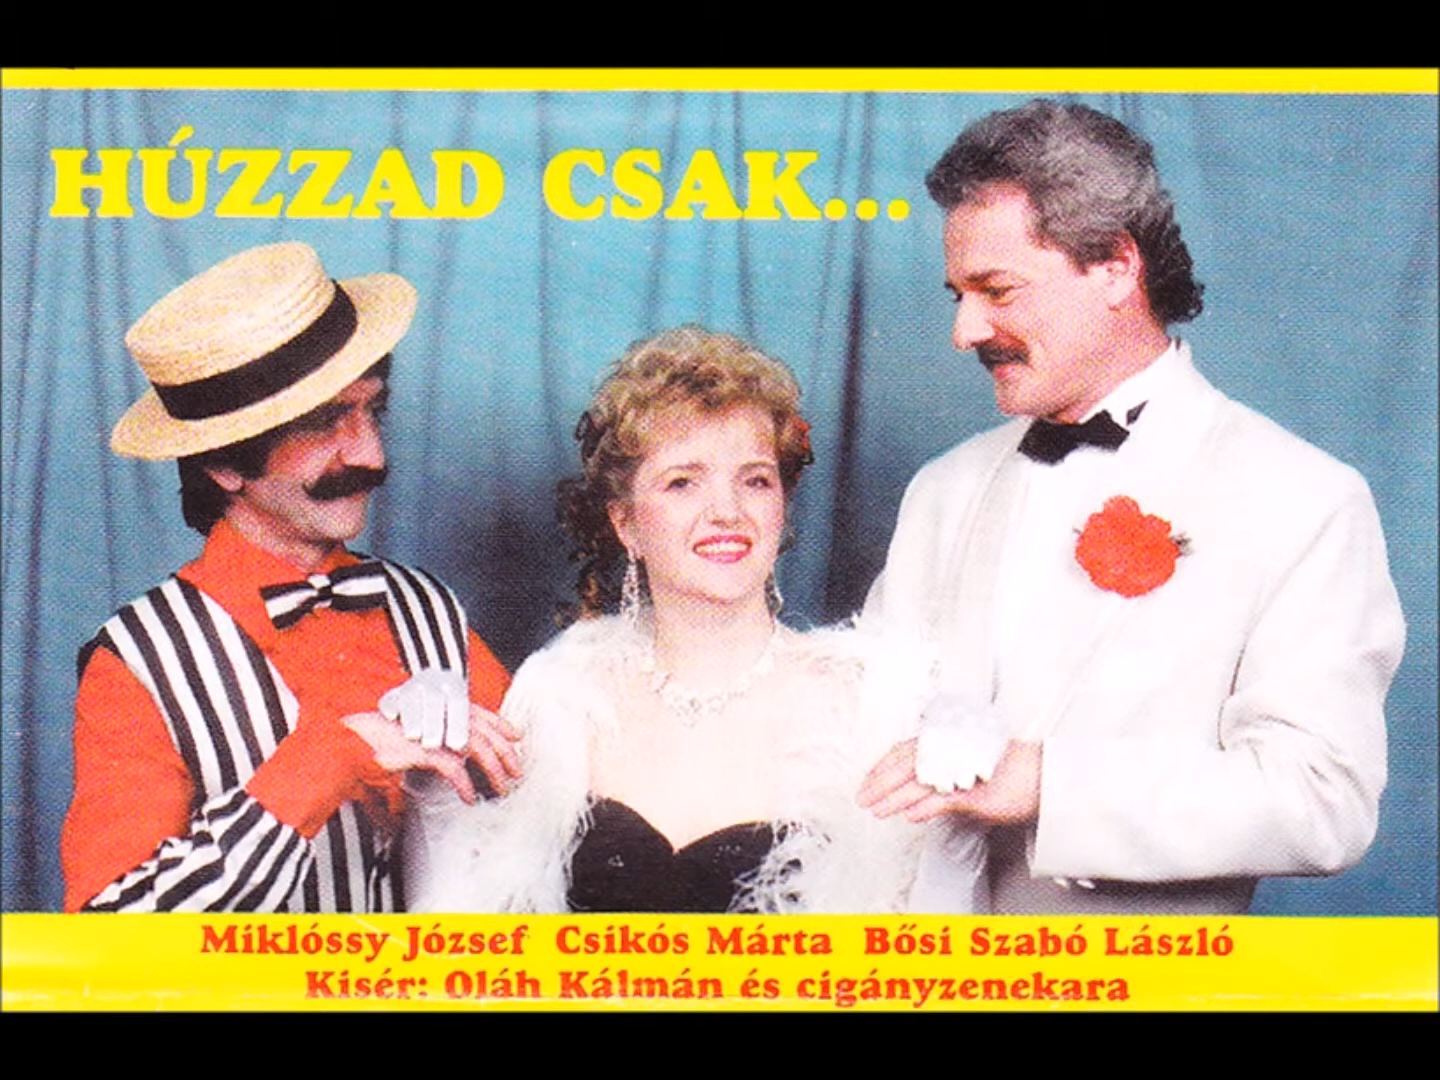 HÚZZAD CSAK...
Miklóssy József Csikós Márta Bősi Szabó László
Kisér: Oláh Kálmán és cigányzenekara